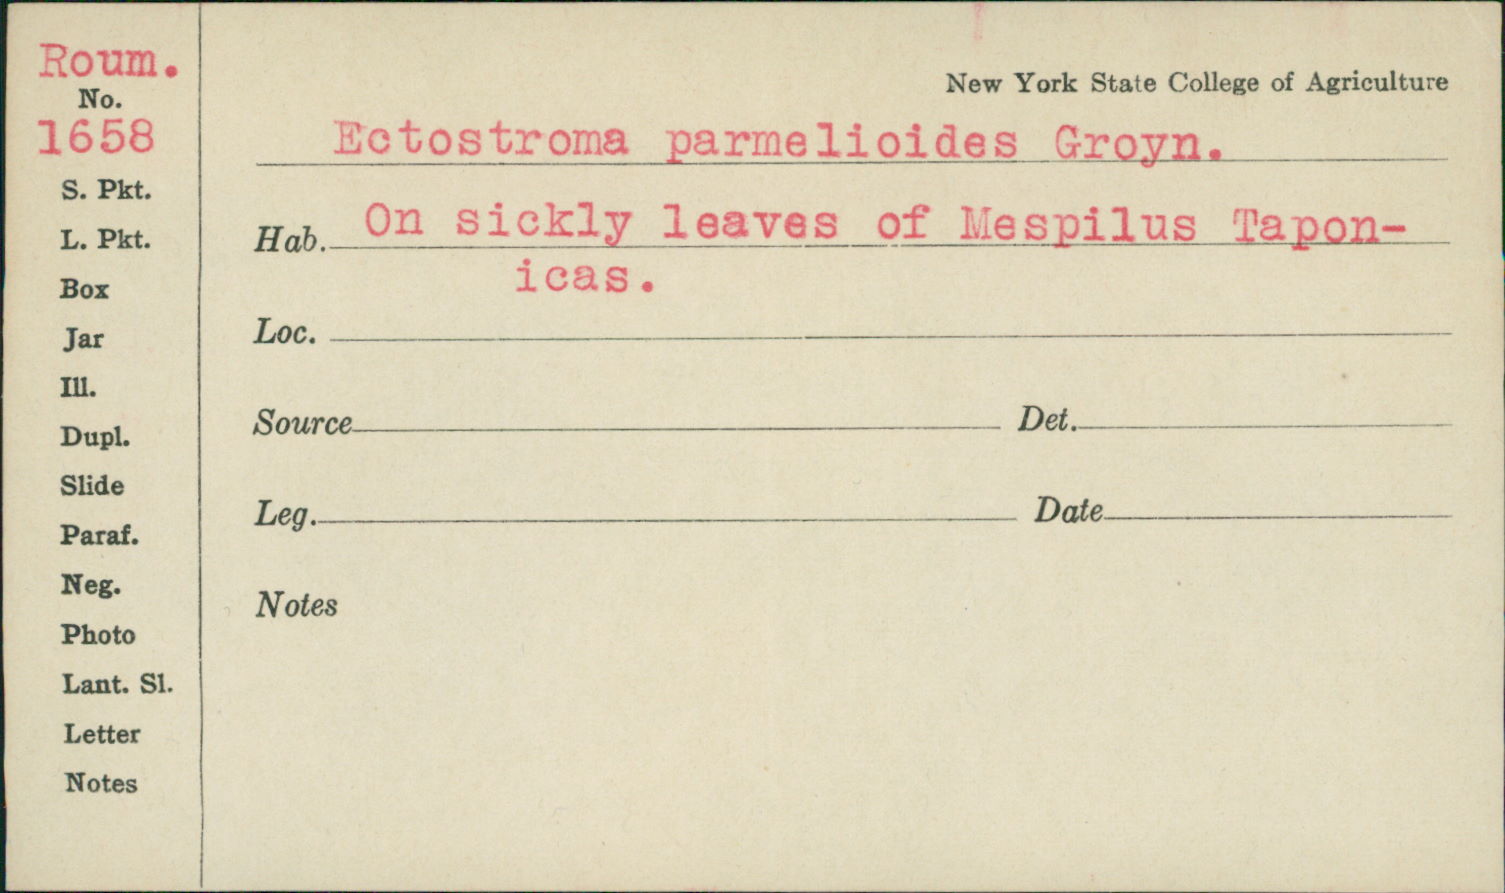 Roum.
No.
1658
S. Pkt.
L. Pkt.
Box
Jar
Ill.
Dupl.
Slide
Paraf.
Neg.
Photo
Lant. Sl.
Letter
Notes
New York State College of Agriculture
Ectostroma parmelioides Groyn.
Hab. On sickly leaves of Mespilus Tapon-
icas.
Loc.
Source Det.
Leg. Date
Notes